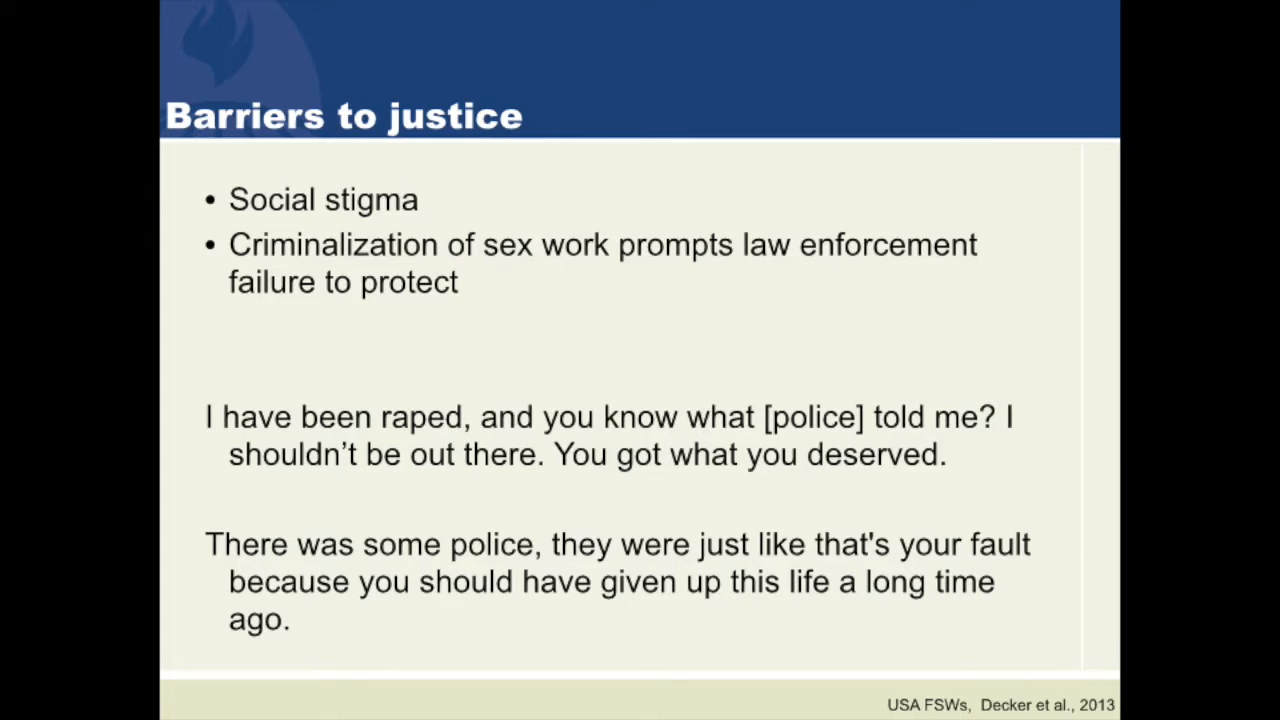 Barriers to justice
• Social stigma
• Criminalization of sex work prompts law enforcement
failure to protect
I have been raped, and you know what [police] told me? I
shouldn’t be out there. You got what you deserved.
There was some police, they were just like that's your fault
because you should have given up this life a long time
ago.
USA FSWs, Decker et al., 2013